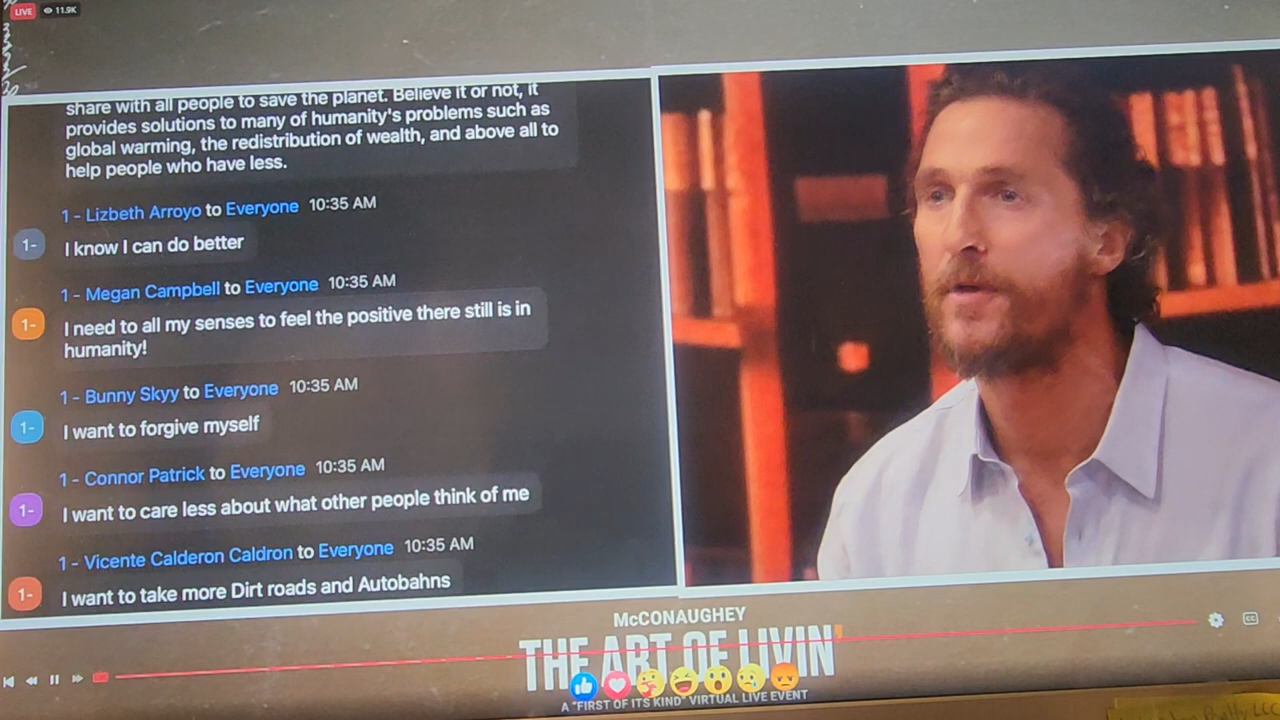 LIVE 11.9K
share with all people to save the planet. Believe it or not, it
provides solutions to many of humanity's problems such as
global warming, the redistribution of wealth, and above all to
help people who have less.
1 - Lizbeth Arroyo to Everyone 10:35 AM
1-
I know I can do better
1 - Megan Campbell to Everyone 10:35 AM
1-
I need to all my senses to feel the positive there still is in
humanity!
1 - Bunny Skyy to Everyone 10:35 AM
1-
I want to forgive myself
1 - Connor Patrick to Everyone 10:35 AM
1-
I want to care less about what other people think of me
1 - Vicente Calderon Caldron to Everyone 10:35 AM
1-
I want to take more Dirt roads and Autobahns
McCONAUGHEY
THE ART OF LIVIN'
A "FIRST OF ITS KIND" VIRTUAL LIVE EVENT
CC